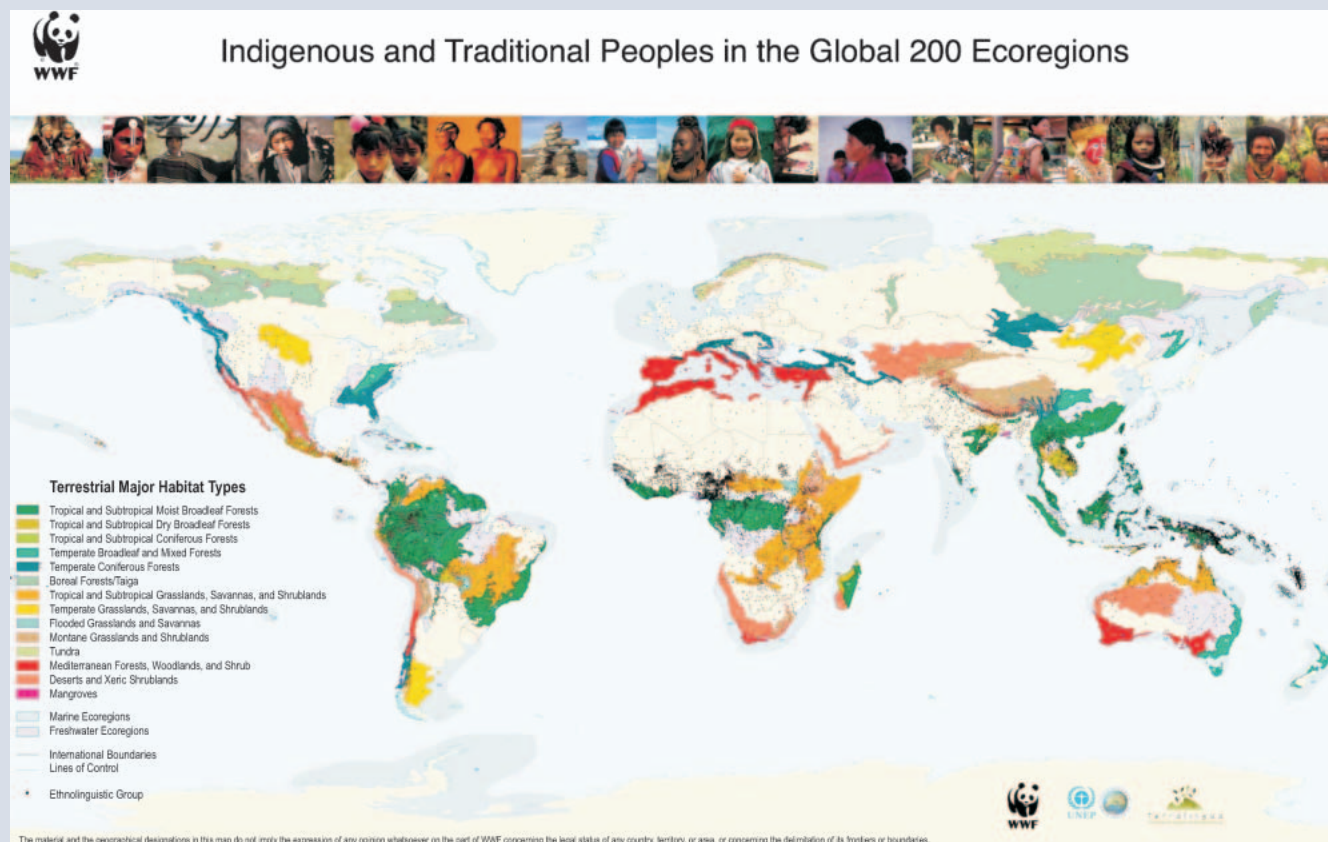 WWF
Indigenous and Traditional Peoples in the Global 200 Ecoregions
Terrestrial Major Habitat Types
Tropical and Subtropical Moist Broadleaf Forests
Tropical and Subtropical Dry Broadleaf Forests
Tropical and Subtropical Coniferous Forests
Temperate Broadleaf and Mixed Forests
Temperate Coniferous Forests
Boreal Forests/Taiga
Tropical and Subtropical Grasslands, Savannas, and Shrublands
Temperate Grasslands, Savannas, and Shrublands
Flooded Grasslands and Savannas
Montane Grasslands and Shrublands
Tundra
Mediterranean Forests, Woodlands, and Shrub
Deserts and Xeric Shrublands
Mangroves
Marine Ecoregions
Freshwater Ecoregions
International Boundaries
Lines of Control
Ethnolinguistic Group
WWF
UNEP
The material and the geographical designations in this map do not imply the expression of any opinion whatsoever on the part of WWF concerning the legal status of any country, territory, or area, or concerning the delimitation of its frontiers or boundaries.